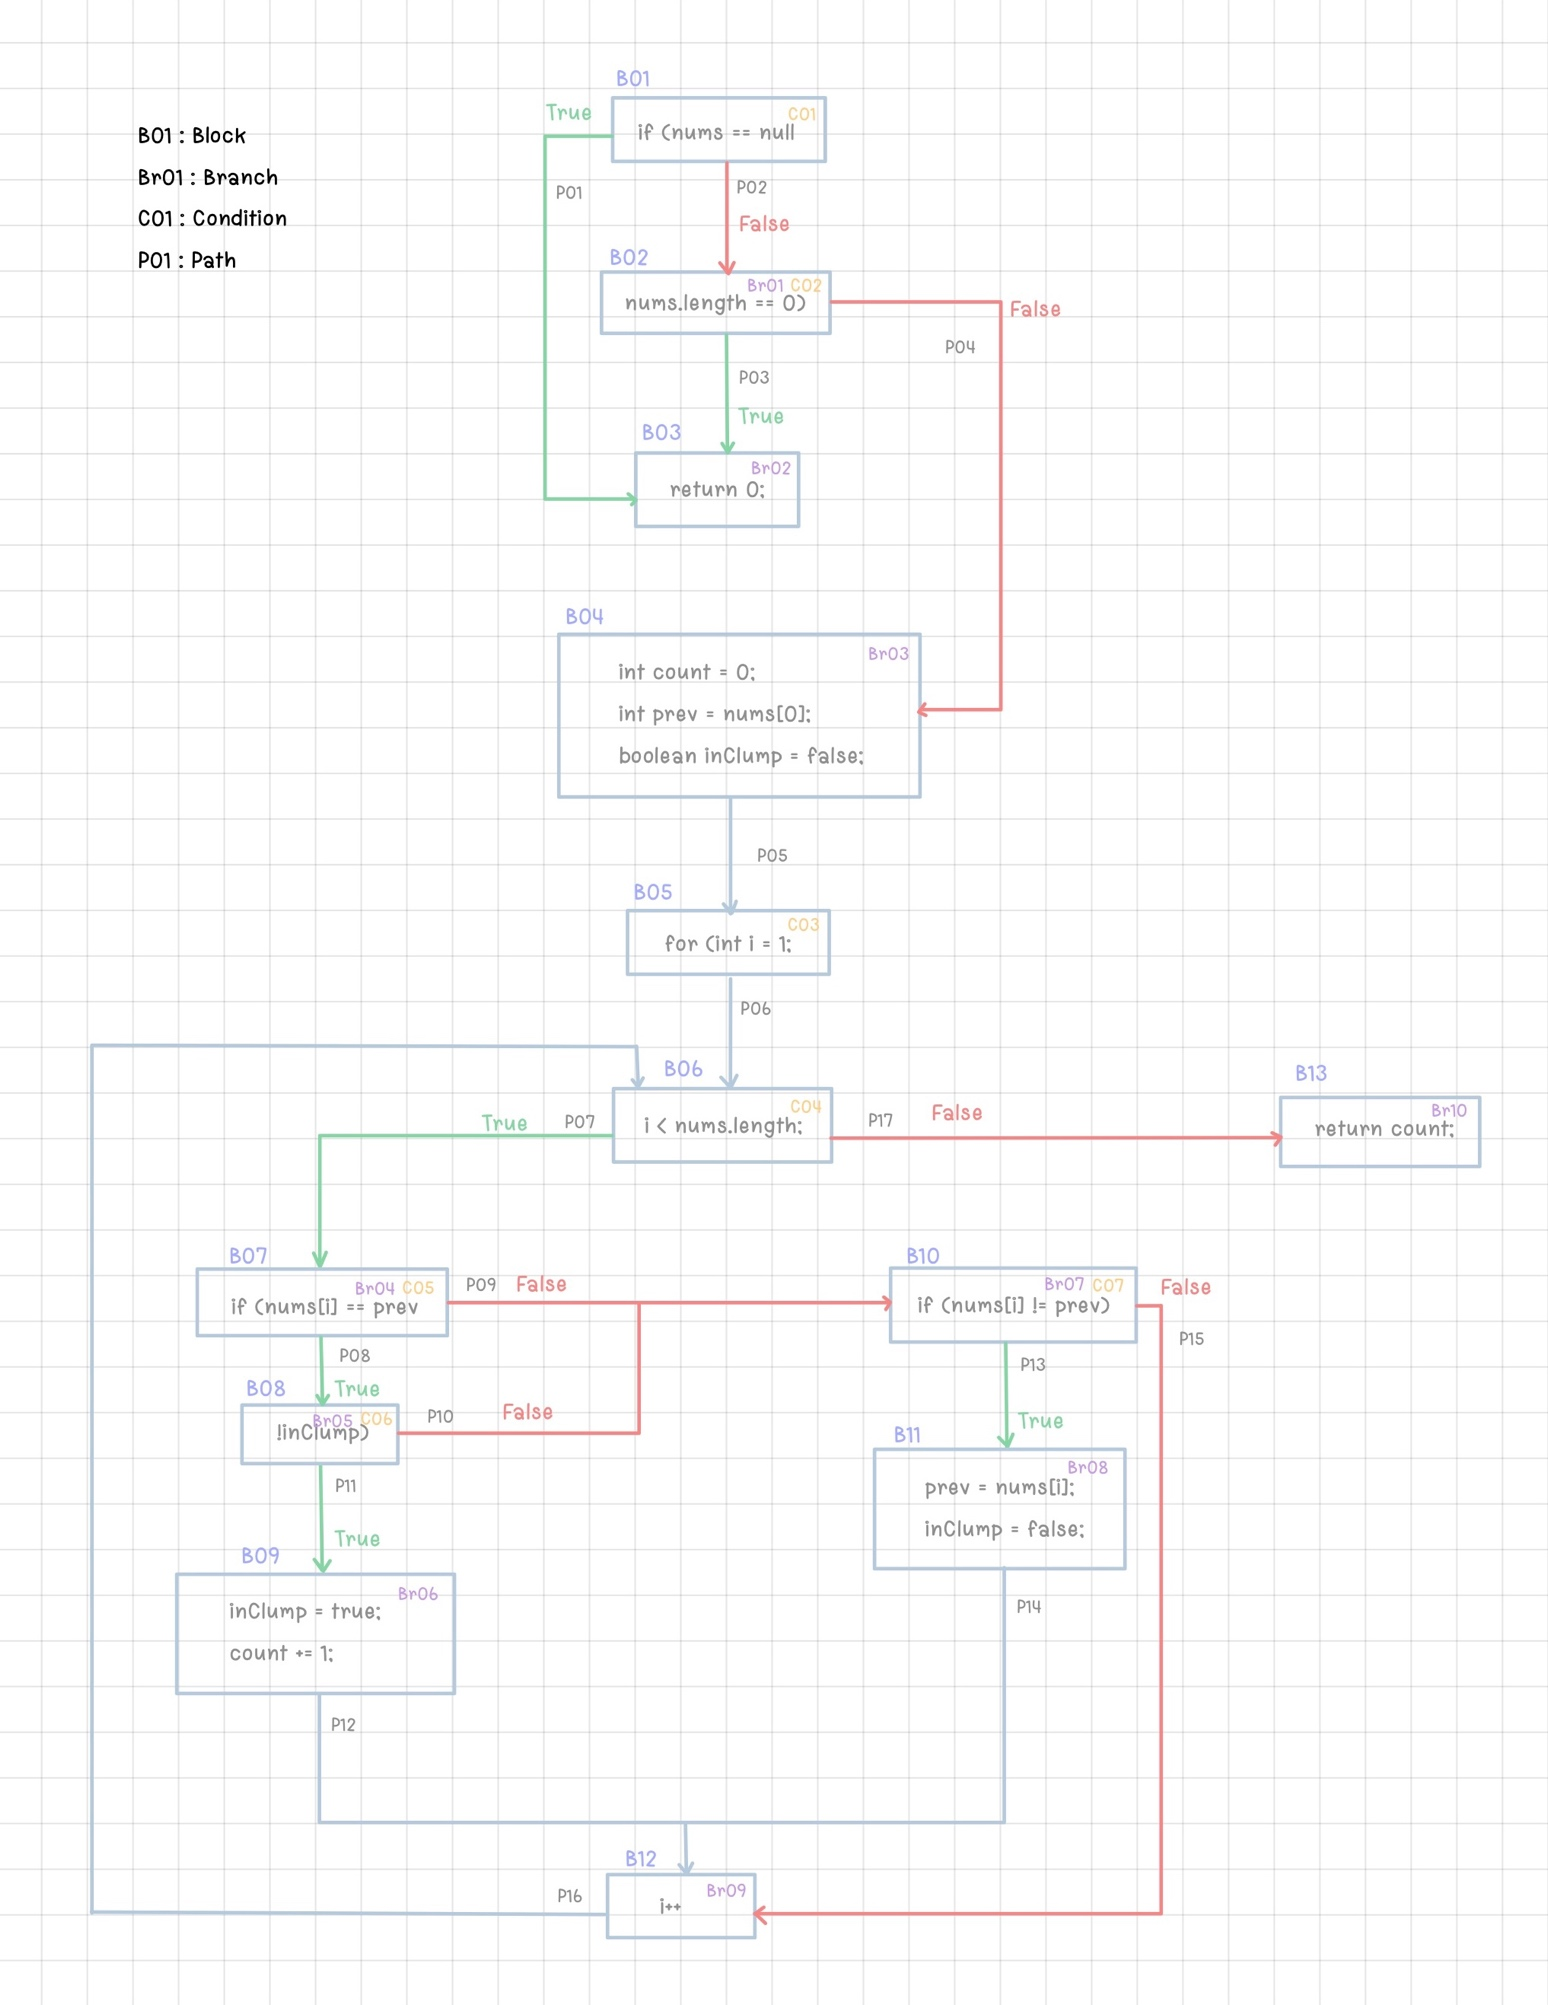 B01
True
C01
if (nums == null
B01 : Block
Br01 : Branch
C01 : Condition
P01 : Path
P01
P02
False
B02
Br01 C02
nums.length == 0)
False
P04
P03
True
B03
Br02
return 0;
B04
Br03
int count = 0;
int prev = nums[0];
boolean inClump = false;
P05
B05
C03
for (int i = 1;
P06
B06
C04
i < nums.length;
True
P07
P17
False
B13
Br10
return count;
B07
Br04 C05
if (nums[i] == prev
P09
False
B10
Br07 C07
if (nums[i] != prev)
False
P15
P08
True
B08
Br05 C06
!inClump)
P10
False
P13
True
B11
Br08
prev = nums[i];
inClump = false;
P11
True
B09
Br06
inClump = true;
count += 1;
P14
P12
B12
Br09
i++
P16